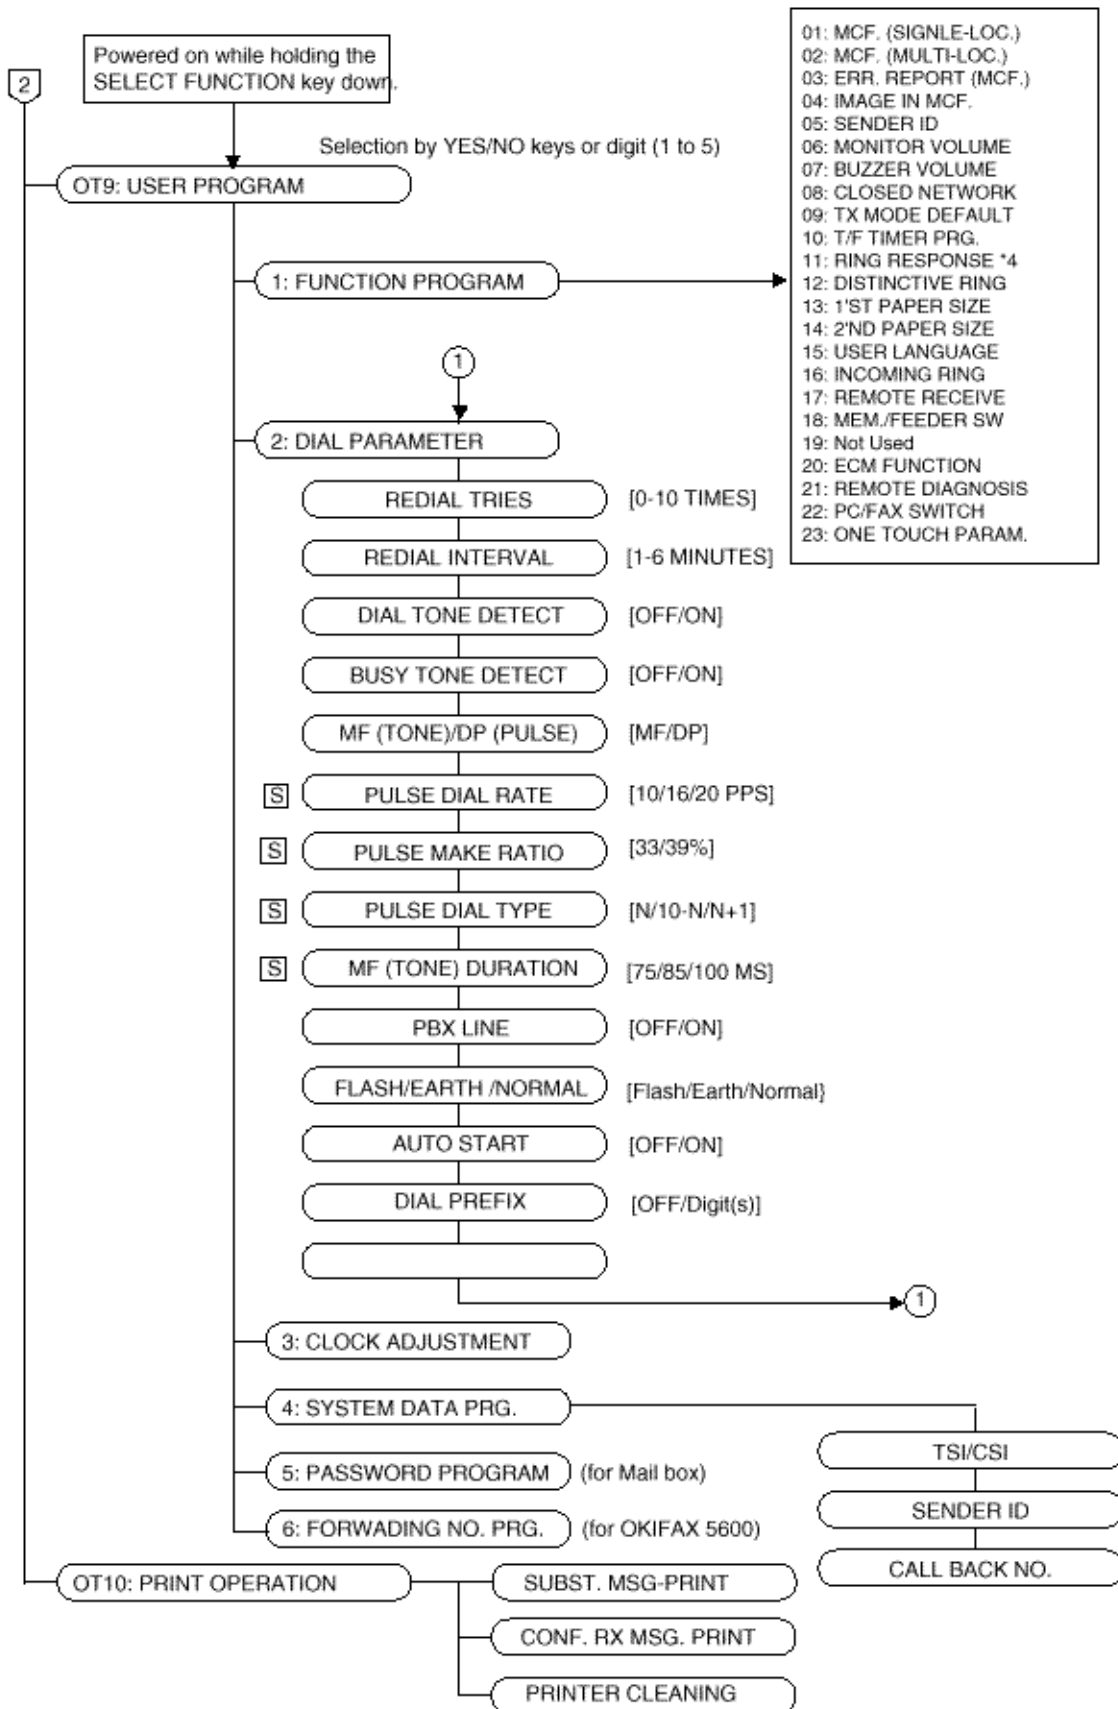 2
Powered on while holding the
SELECT FUNCTION key down.
Selection by YES/NO keys or digit (1 to 5)
OT9: USER PROGRAM
1: FUNCTION PROGRAM
01: MCF. (SIGNLE-LOC.)
02: MCF. (MULTI-LOC.)
03: ERR. REPORT (MCF.)
04: IMAGE IN MCF.
05: SENDER ID
06: MONITOR VOLUME
07: BUZZER VOLUME
08: CLOSED NETWORK
09: TX MODE DEFAULT
10: T/F TIMER PRG.
11: RING RESPONSE *4
12: DISTINCTIVE RING
13: 1'ST PAPER SIZE
14: 2'ND PAPER SIZE
15: USER LANGUAGE
16: INCOMING RING
17: REMOTE RECEIVE
18: MEM./FEEDER SW
19: Not Used
20: ECM FUNCTION
21: REMOTE DIAGNOSIS
22: PC/FAX SWITCH
23: ONE TOUCH PARAM.
1
2: DIAL PARAMETER
REDIAL TRIES [0-10 TIMES]
REDIAL INTERVAL [1-6 MINUTES]
DIAL TONE DETECT [OFF/ON]
BUSY TONE DETECT [OFF/ON]
MF (TONE)/DP (PULSE) [MF/DP]
S PULSE DIAL RATE [10/16/20 PPS]
S PULSE MAKE RATIO [33/39%]
S PULSE DIAL TYPE [N/10-N/N+1]
S MF (TONE) DURATION [75/85/100 MS]
PBX LINE [OFF/ON]
FLASH/EARTH /NORMAL [Flash/Earth/Normal}
AUTO START [OFF/ON]
DIAL PREFIX [OFF/Digit(s)]
1
3: CLOCK ADJUSTMENT
4: SYSTEM DATA PRG.
TSI/CSI
SENDER ID
CALL BACK NO.
5: PASSWORD PROGRAM (for Mail box)
6: FORWADING NO. PRG. (for OKIFAX 5600)
OT10: PRINT OPERATION
SUBST. MSG-PRINT
CONF. RX MSG. PRINT
PRINTER CLEANING